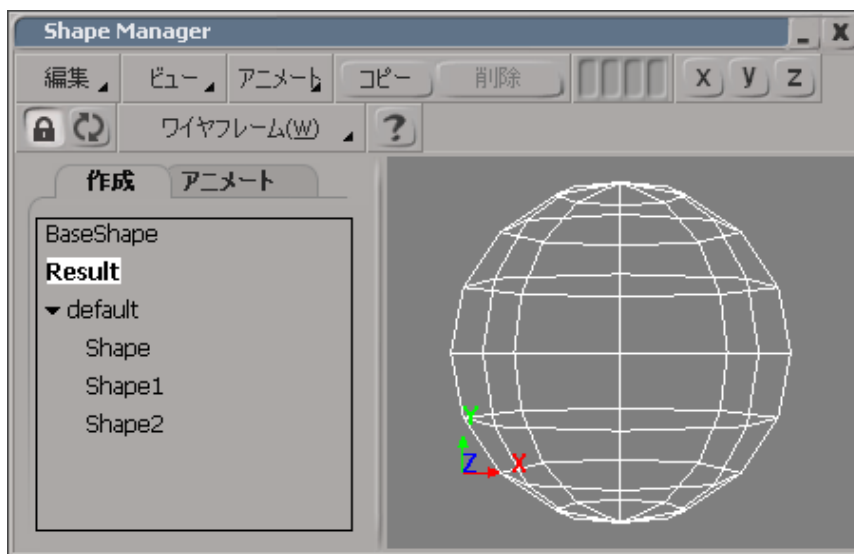 Shape Manager
編集 ビュー アニメート コピー 削除 x y z
ワイヤフレーム(W) ?
作成 アニメート
BaseShape
Result
default
Shape
Shape1
Shape2
Y
Z X